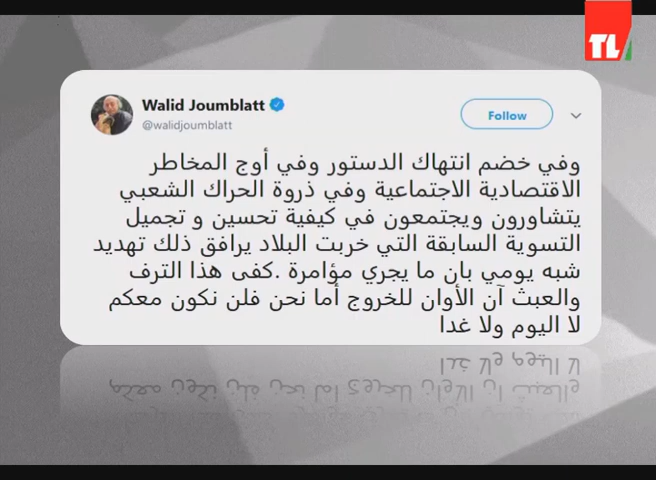 TL
Walid Joumblatt
@walidjoumblatt
Follow
وفي خضم انتهاك الدستور وفي أوج المخاطر
الاقتصادية الاجتماعية وفي ذروة الحراك الشعبي
يتشاورون ويجتمعون في كيفية تحسين و تجميل
التسوية السابقة التي خربت البلاد يرافق ذلك تهديد
شبه يومي بان ما يجري مؤامرة .كفى هذا الترف
والعبث آن الأوان للخروج أما نحن فلن نكون معكم
لا اليوم ولا غدا